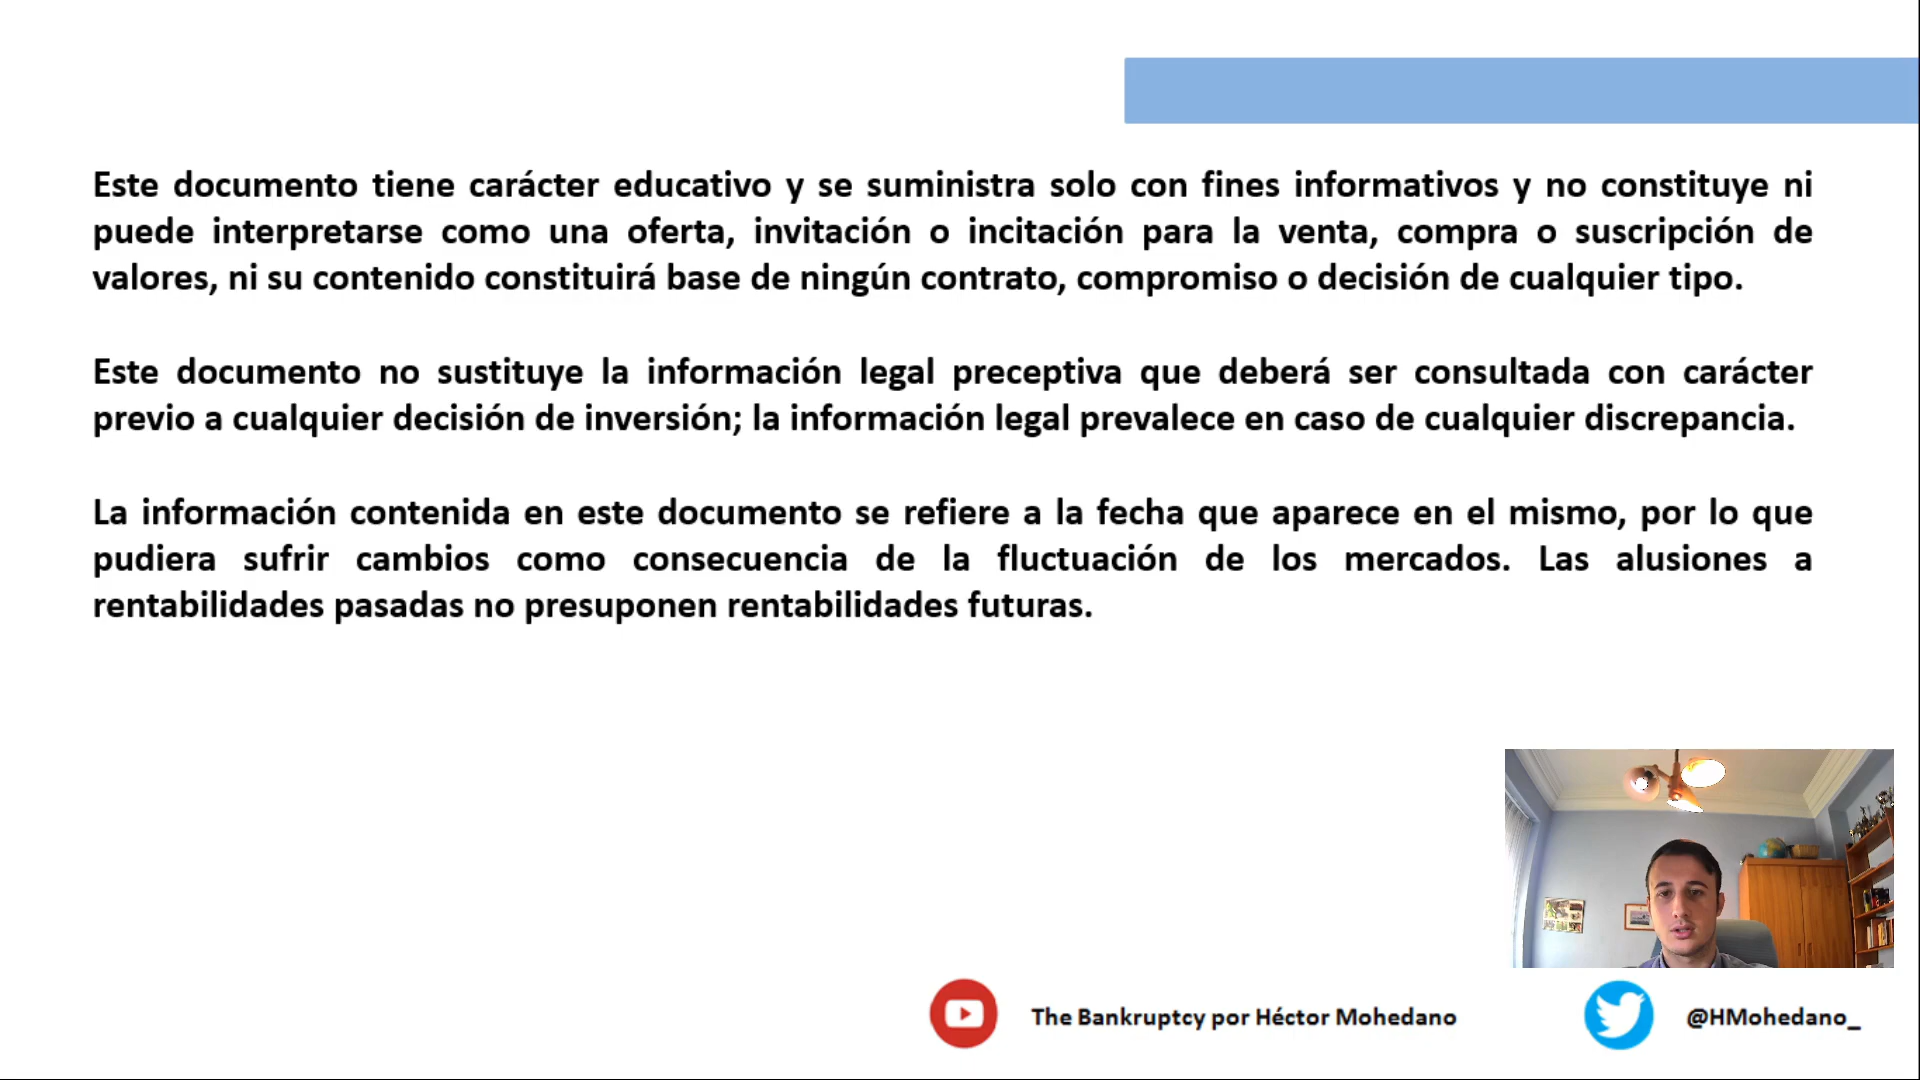 Este documento tiene carácter educativo y se suministra solo con fines informativos y no constituye ni
puede interpretarse como una oferta, invitación o incitación para la venta, compra o suscripción de
valores, ni su contenido constituirá base de ningún contrato, compromiso o decisión de cualquier tipo.
Este documento no sustituye la información legal preceptiva que deberá ser consultada con carácter
previo a cualquier decisión de inversión; la información legal prevalece en caso de cualquier discrepancia.
La información contenida en este documento se refiere a la fecha que aparece en el mismo, por lo que
pudiera sufrir cambios como consecuencia de la fluctuación de los mercados. Las alusiones a
rentabilidades pasadas no presuponen rentabilidades futuras.
The Bankruptcy por Héctor Mohedano
@HMohedano_